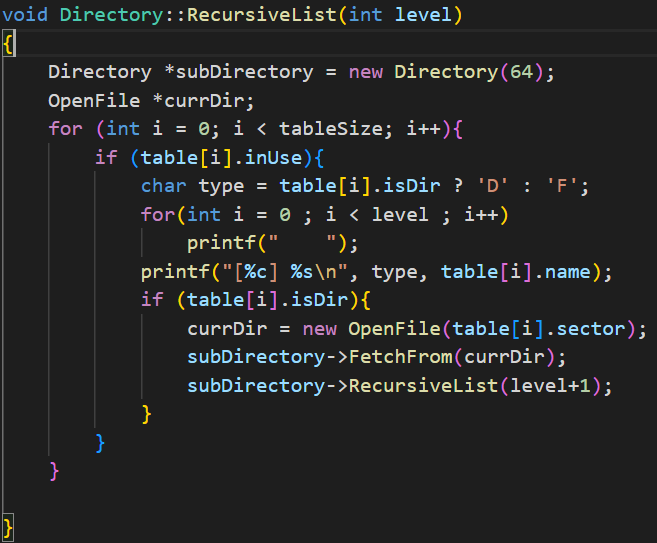 void Directory::RecursiveList(int level)
{
    Directory *subDirectory = new Directory(64);
    OpenFile *currDir;
    for (int i = 0; i < tableSize; i++){
        if (table[i].inUse){
            char type = table[i].isDir ? 'D' : 'F';
            for(int i = 0 ; i < level ; i++)
                printf("    ");
            printf("[%c] %s\n", type, table[i].name);
            if (table[i].isDir){
                currDir = new OpenFile(table[i].sector);
                subDirectory->FetchFrom(currDir);
                subDirectory->RecursiveList(level+1);
            }
        }
    }

}